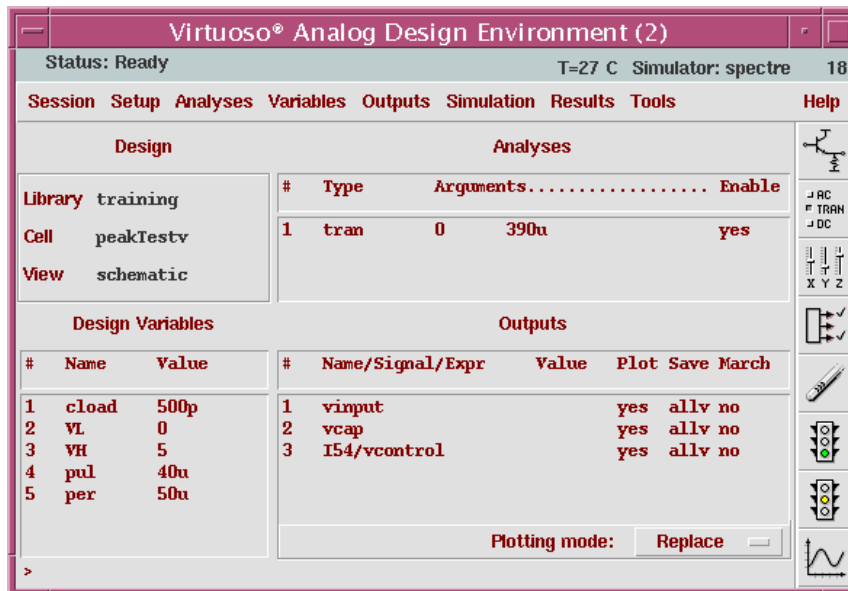 Virtuoso® Analog Design Environment (2)
Status: Ready T=27 C Simulator: spectre 18
Session Setup Analyses Variables Outputs Simulation Results Tools Help
Design
Library training
Cell peakTestv
View schematic
Analyses
# Type Arguments.................. Enable
1 tran 0 390u yes
Design Variables
# Name Value
1 cload 500p
2 VL 0
3 VH 5
4 pul 40u
5 per 50u
Outputs
# Name/Signal/Expr Value Plot Save March
1 vinput yes allv no
2 vcap yes allv no
3 I54/vcontrol yes allv no
Plotting mode: Replace
>
AC
TRAN
DC
X Y Z